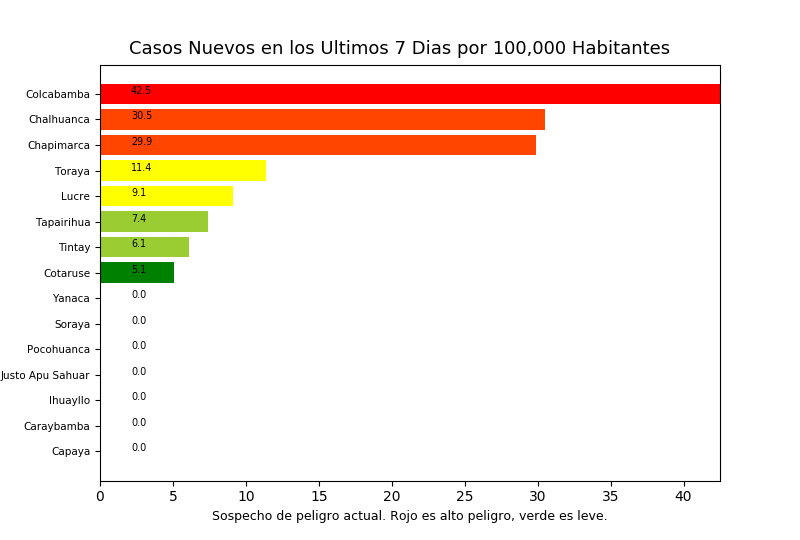 Casos Nuevos en los Ultimos 7 Dias por 100,000 Habitantes
Colcabamba 42.5
Chalhuanca 30.5
Chapimarca 29.9
Toraya 11.4
Lucre 9.1
Tapairihua 7.4
Tintay 6.1
Cotaruse 5.1
Yanaca 0.0
Soraya 0.0
Pocohuanca 0.0
Justo Apu Sahuar 0.0
Ihuayllo 0.0
Caraybamba 0.0
Capaya 0.0
0 5 10 15 20 25 30 35 40
Sospecho de peligro actual. Rojo es alto peligro, verde es leve.